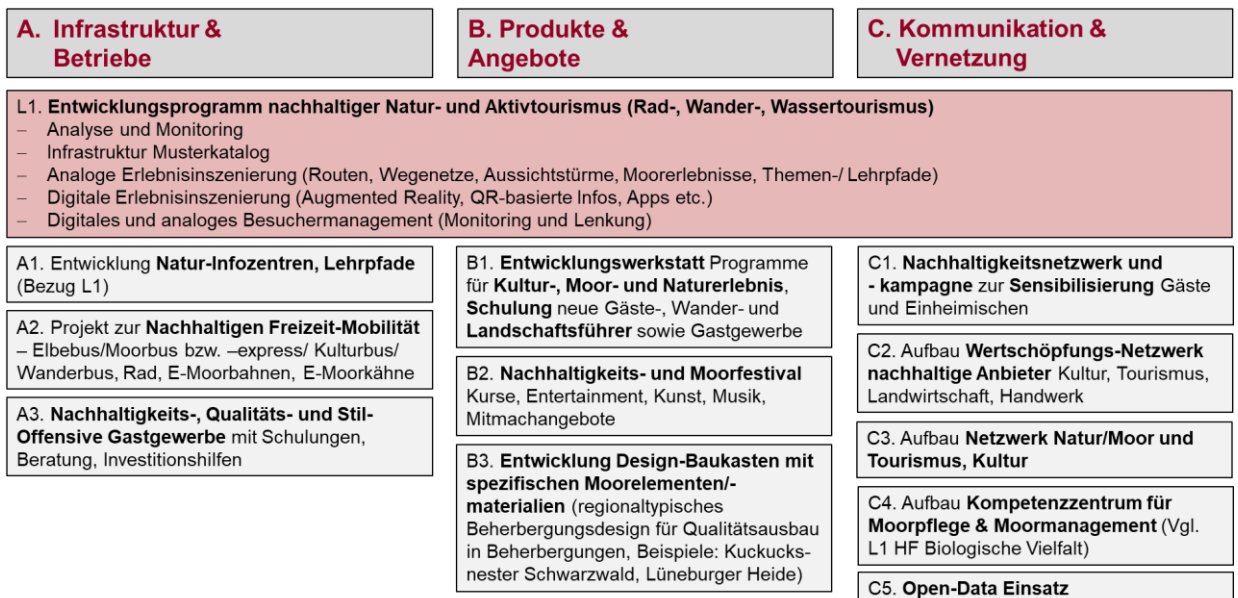 A. Infrastruktur &
Betriebe
B. Produkte &
Angebote
C. Kommunikation &
Vernetzung
L1. Entwicklungsprogramm nachhaltiger Natur- und Aktivtourismus (Rad-, Wander-, Wassertourismus)
– Analyse und Monitoring
– Infrastruktur Musterkatalog
– Analoge Erlebnisinszenierung (Routen, Wegenetze, Aussichtstürme, Moorerlebnisse, Themen-/ Lehrpfade)
– Digitale Erlebnisinszenierung (Augmented Reality, QR-basierte Infos, Apps etc.)
– Digitales und analoges Besuchermanagement (Monitoring und Lenkung)
A1. Entwicklung Natur-Infozentren, Lehrpfade
(Bezug L1)
A2. Projekt zur Nachhaltigen Freizeit-Mobilität
– Elbebus/Moorbus bzw. –express/ Kulturbus/
Wanderbus, Rad, E-Moorbahnen, E-Moorkähne
A3. Nachhaltigkeits-, Qualitäts- und Stil-
Offensive Gastgewerbe mit Schulungen,
Beratung, Investitionshilfen
B1. Entwicklungswerkstatt Programme
für Kultur-, Moor- und Naturerlebnis,
Schulung neue Gäste-, Wander- und
Landschaftsführer sowie Gastgewerbe
B2. Nachhaltigkeits- und Moorfestival
Kurse, Entertainment, Kunst, Musik,
Mitmachangebote
B3. Entwicklung Design-Baukasten mit
spezifischen Moorelementen/-
materialien (regionaltypisches
Beherbergungsdesign für Qualitätsausbau
in Beherbergungen, Beispiele: Kuckucks-
nester Schwarzwald, Lüneburger Heide)
C1. Nachhaltigkeitsnetzwerk und
- kampagne zur Sensibilisierung Gäste
und Einheimischen
C2. Aufbau Wertschöpfungs-Netzwerk
nachhaltige Anbieter Kultur, Tourismus,
Landwirtschaft, Handwerk
C3. Aufbau Netzwerk Natur/Moor und
Tourismus, Kultur
C4. Aufbau Kompetenzzentrum für
Moorpflege & Moormanagement (Vgl.
L1 HF Biologische Vielfalt)
C5. Open-Data Einsatz